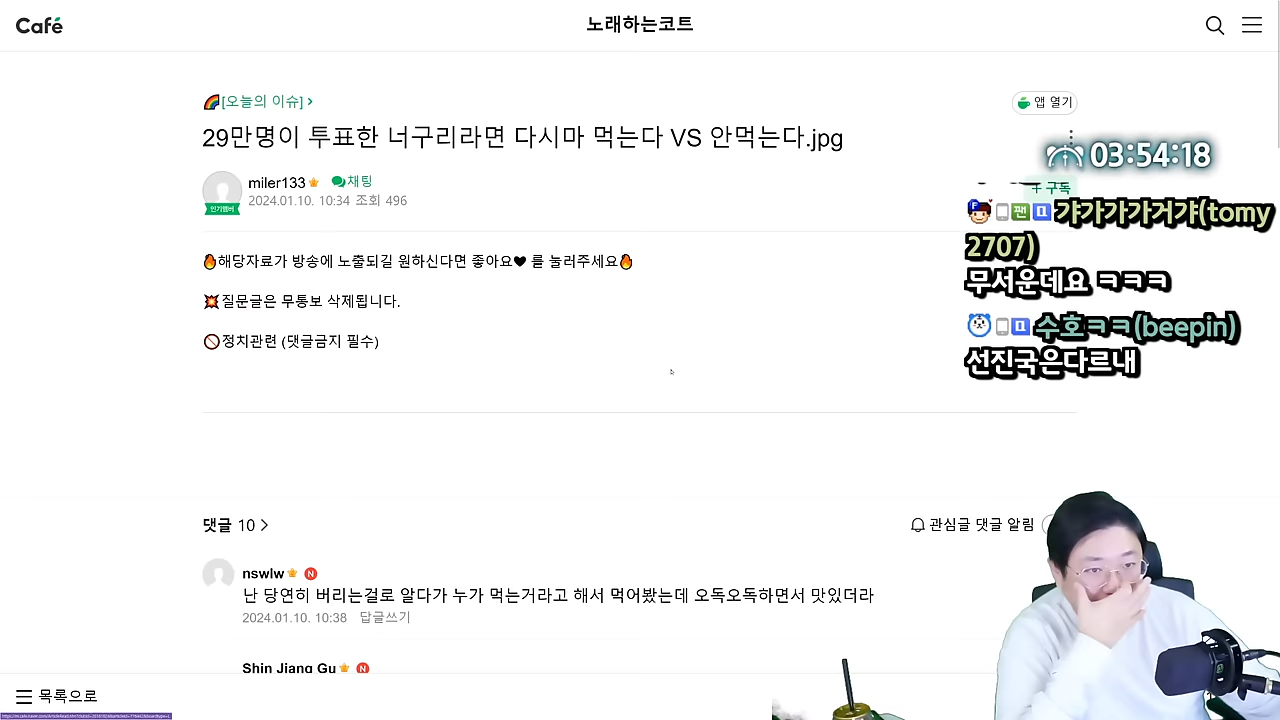 Café
노래하는코트
[오늘의 이슈] >
앱 열기
29만명이 투표한 너구리라면 다시마 먹는다 VS 안먹는다.jpg
03:54:18
miler133
채팅
인기멤버
2024.01.10. 10:34 조회 496
+ 구독
팬
갸가가가거갸(tomy
2707)
무서운데요 ㅋㅋㅋ
수호ㅋㅋ(beepin)
선진국은다르내
해당자료가 방송에 노출되길 원하신다면 좋아요🖤 를 눌러주세요
질문글은 무통보 삭제됩니다.
정치관련 (댓글금지 필수)
댓글 10 >
관심글 댓글 알림
nswlw N
난 당연히 버리는걸로 알다가 누가 먹는거라고 해서 먹어봤는데 오독오독하면서 맛있더라
2024.01.10. 10:38 답글쓰기
Shin Jiang Gu N
목록으로